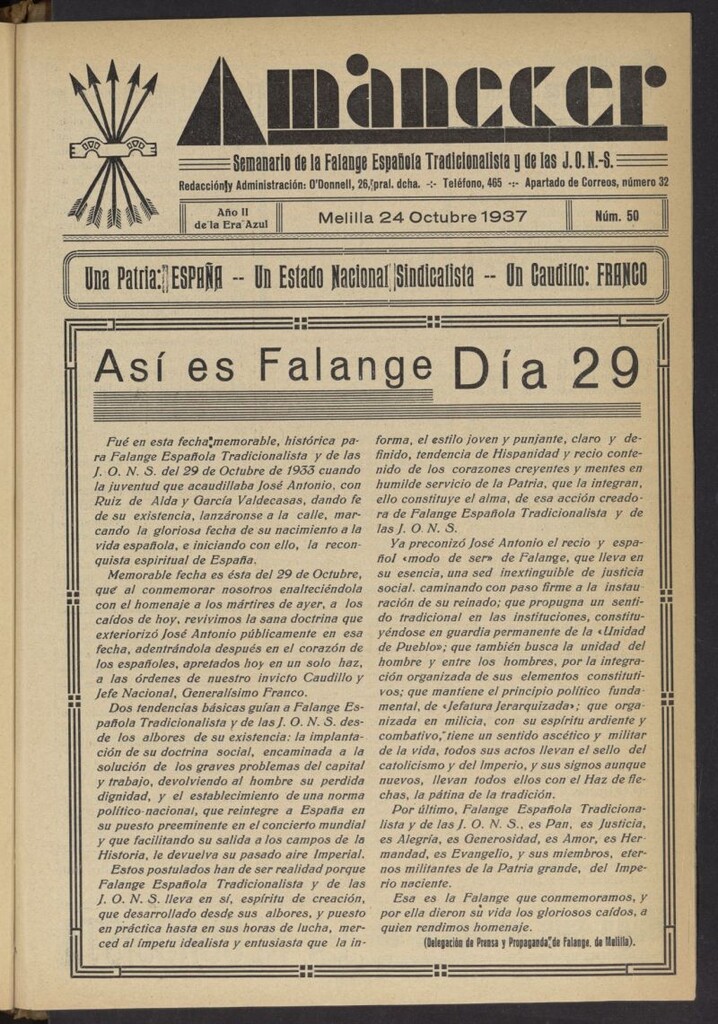 Amanecer
Semanario de la Falange Española Tradicionalista y de las J.O.N.-S.
Redacción y Administración: O'Donnell, 26, pral. dcha. -:- Teléfono, 465 -:- Apartado de Correos, número 32
Año II
de la Era Azul
Melilla 24 Octubre 1937
Núm. 50
Una Patria: ESPAÑA -- Un Estado Nacional Sindicalista -- Un Caudillo: FRANCO
Así es Falange Día 29
Fué en esta fecha memorable, histórica pa-
ra Falange Española Tradicionalista y de las
J. O. N. S. del 29 de Octubre de 1933 cuando
la juventud que acaudillaba José Antonio, con
Ruiz de Alda y García Valdecasas, dando fe
de su existencia, lanzáronse a la calle, mar-
cando la gloriosa fecha de su nacimiento a la
vida española, e iniciando con ello, la recon-
quista espiritual de España.
Memorable fecha es ésta del 29 de Octubre,
que al conmemorar nosotros enalteciéndola
con el homenaje a los mártires de ayer, a los
caídos de hoy, revivimos la sana doctrina que
exteriorizó José Antonio públicamente en esa
fecha, adentrándola después en el corazón de
los españoles, apretados hoy en un solo haz,
a las órdenes de nuestro invicto Caudillo y
Jefe Nacional, Generalísimo Franco.
Dos tendencias básicas guían a Falange Es-
pañola Tradicionalista y de las J. O. N. S. des-
de los albores de su existencia: la implanta-
ción de su doctrina social, encaminada a la
solución de los graves problemas del capital
y trabajo, devolviendo al hombre su perdida
dignidad, y el establecimiento de una norma
político-nacional, que reintegre a España en
su puesto preeminente en el concierto mundial
y que facilitando su salida a los campos de la
Historia, le devuelva su pasado aire Imperial.
Estos postulados han de ser realidad porque
Falange Española Tradicionalista y de las
J. O. N. S. lleva en sí, espíritu de creación,
que desarrollado desde sus albores, y puesto
en práctica hasta en sus horas de lucha, mer-
ced al ímpetu idealista y entusiasta que la in-
forma, el estilo joven y punjante, claro y de-
finido, tendencia de Hispanidad y recio conte-
nido de los corazones creyentes y mentes en
humilde servicio de la Patria, que la integran,
ello constituye el alma, de esa acción creado-
ra de Falange Española Tradicionalista y de
las J. O. N. S.
Ya preconizó José Antonio el recio y espa-
ñol «modo de ser» de Falange, que lleva en
su esencia, una sed inextinguible de justicia
social. caminando con paso firme a la instau-
ración de su reinado; que propugna un senti-
do tradicional en las instituciones, constitu-
yéndose en guardia permanente de la «Unidad
de Pueblo»; que también busca la unidad del
hombre y entre los hombres, por la integra-
ción organizada de sus elementos constituti-
vos; que mantiene el principio político funda-
mental, de «Jefatura Jerarquizada»; que or-
nizada en milicia, con su espíritu ardiente y
combativo, tiene un sentido ascético y militar
de la vida, todos sus actos llevan el sello del
catolicismo y del Imperio, y sus signos aunque
nuevos, llevan todos ellos con el Haz de fle-
chas, la pátina de la tradición.
Por último, Falange Española Tradiciona-
lista y de las J. O. N. S., es Pan, es Justicia,
es Alegría, es Generosidad, es Amor, es Her-
mandad, es Evangelio, y sus miembros, eter-
nos militantes de la Patria grande, del Impe-
rio naciente.
Esa es la Falange que conmemoramos, y
por ella dieron su vida los gloriosos caídos, a
quien rendimos homenaje.
(Delegación de Prensa y Propaganda de Falange, de Melilla).